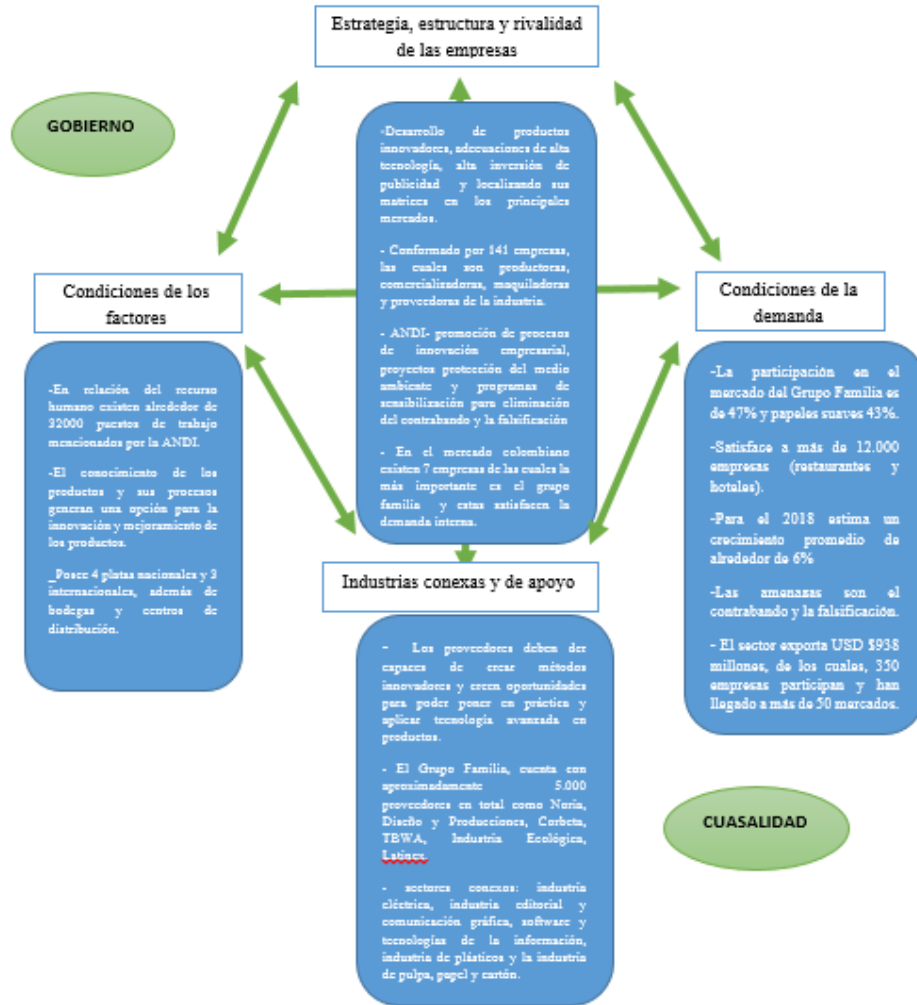 Estrategia, estructura y rivalidad
de las empresas
GOBIERNO
-Desarrollo de productos
innovadores, adecuaciones de alta
tecnología, alta inversión de
publicidad y localizando sus
matrices en los principales
mercados.
- Conformado por 141 empresas,
las cuales son productoras,
comercializadoras, maquiladoras
y proveedoras de la industria.
- ANDI- promoción de procesos
de innovación empresarial,
proyectos protección del medio
ambiente y programas de
sensibilización para eliminación
del contrabando y la falsificación
- En el mercado colombiano
existen 7 empresas de las cuales la
más importante es el grupo
familia y estas satisfacen la
demanda interna.
Condiciones de los
factores
-En relación del recurso
humano existen alrededor de
32000 puestos de trabajo
mencionados por la ANDI.
-El conocimiento de los
productos y sus procesos
generan una opción para la
innovación y mejoramiento de
los productos.
_Posee 4 platas nacionales y 3
internacionales, además de
bodegas y centros de
distribución.
Condiciones de la
demanda
-La participación en el
mercado del Grupo Familia es
de 47% y papeles suaves 43%.
-Satisface a más de 12.000
empresas (restaurantes y
hoteles).
-Para el 2018 estima un
crecimiento promedio de
alrededor de 6%
-Las amenazas son el
contrabando y la falsificación.
- El sector exporta USD $938
millones, de los cuales, 350
empresas participan y han
llegado a más de 50 mercados.
Industrias conexas y de apoyo
- Los proveedores deben der
capaces de crear métodos
innovadores y creen oportunidades
para poder poner en práctica y
aplicar tecnología avanzada en
productos.
- El Grupo Familia, cuenta con
aproximadamente 5.000
proveedores en total como Noria,
Diseño y Producciones, Corbeta,
TBWA, Industria Ecológica,
Latinex.
- sectores conexos: industria
eléctrica, industria editorial y
comunicación gráfica, software y
tecnologías de la información,
industria de plásticos y la industria
de pulpa, papel y cartón.
CUASALIDAD